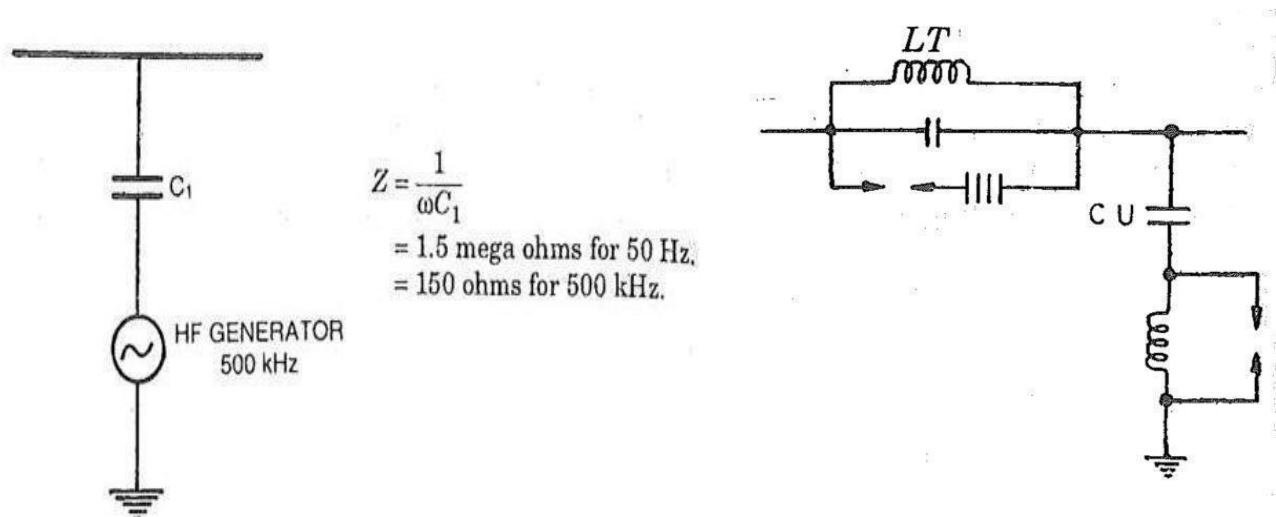 C₁
HF GENERATOR
500 kHz
Z = 1/ωC₁
= 1.5 mega ohms for 50 Hz,
= 150 ohms for 500 kHz.
LT
C U